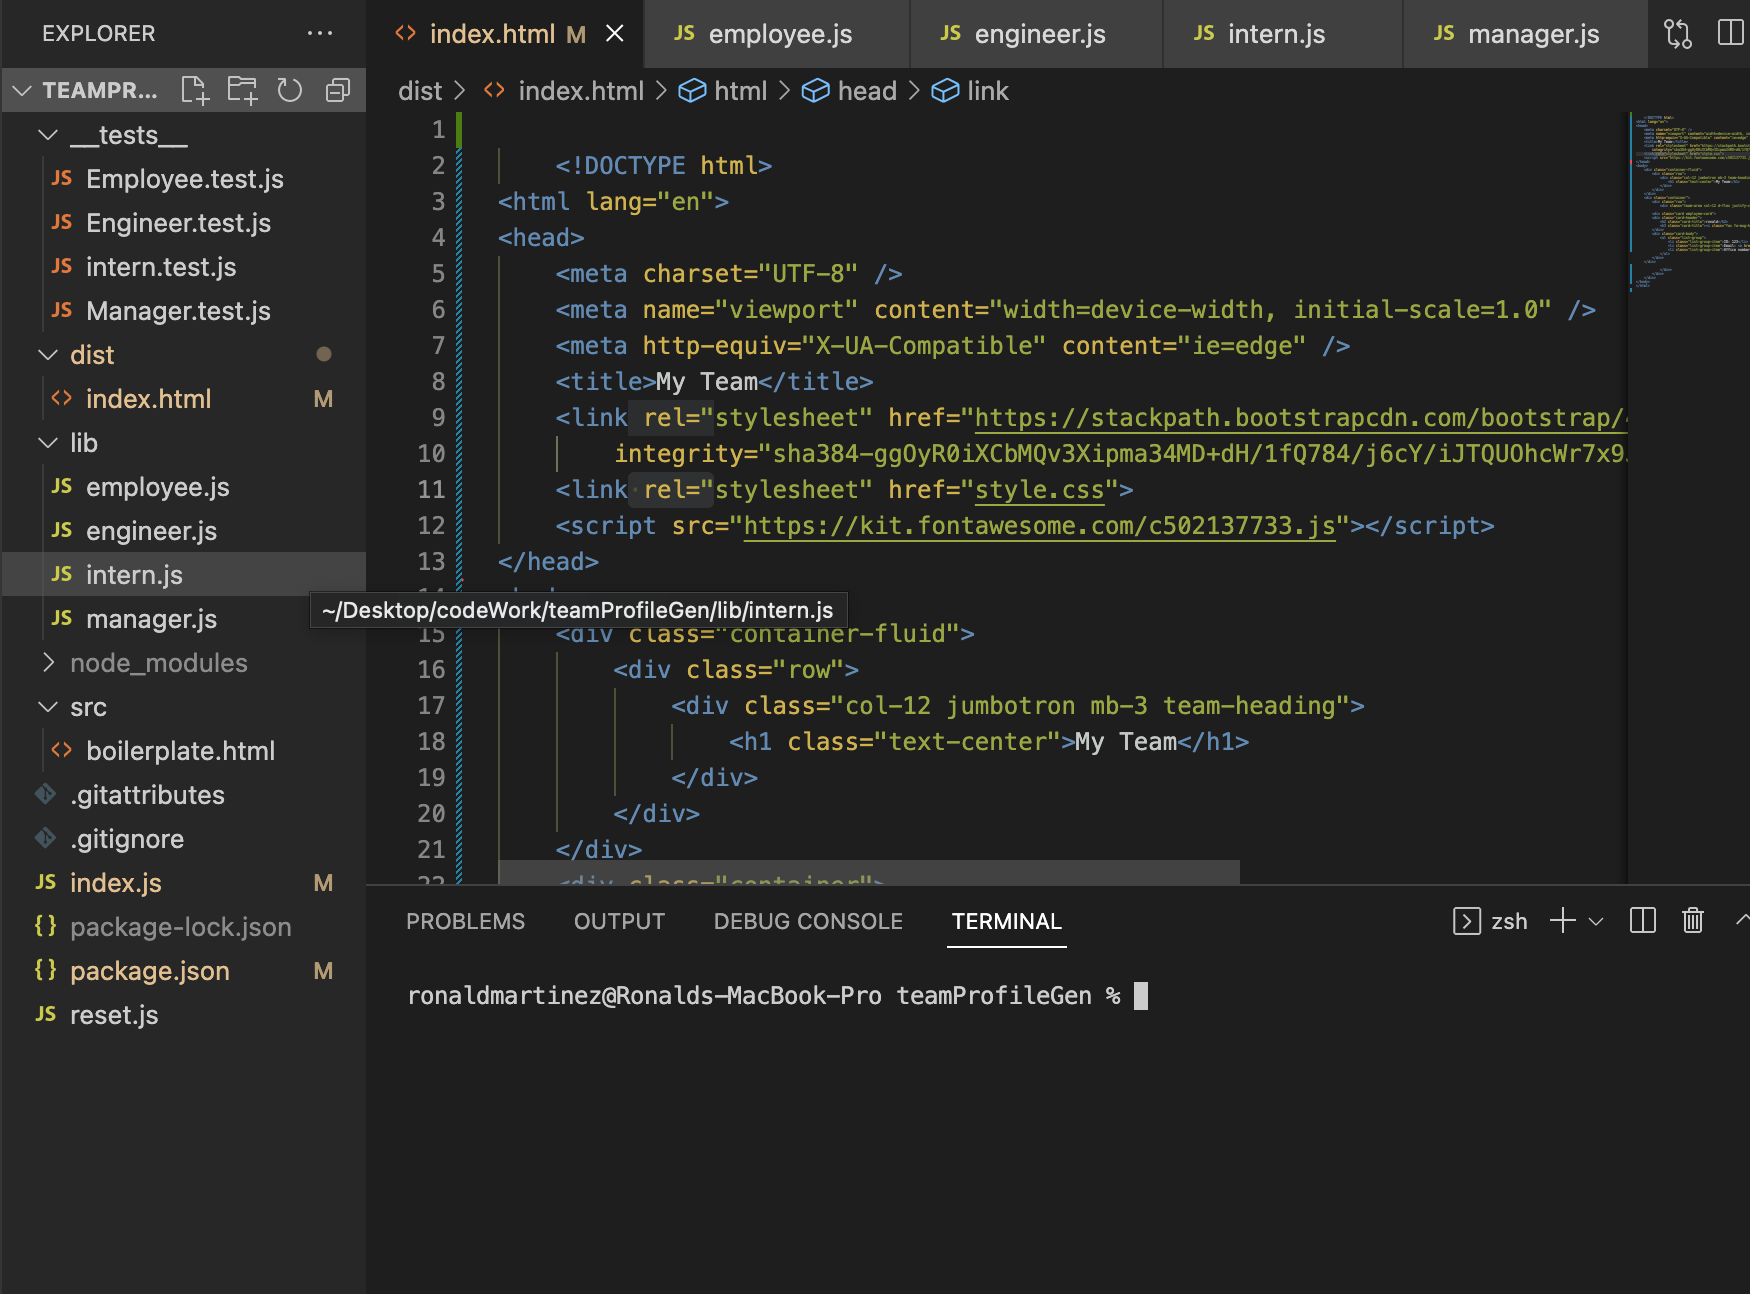 EXPLORER
TEAMPR...
__tests__
JS Employee.test.js
JS Engineer.test.js
JS intern.test.js
JS Manager.test.js
dist
<> index.html M
lib
JS employee.js
JS engineer.js
JS intern.js
JS manager.js
node_modules
src
<> boilerplate.html
.gitattributes
.gitignore
JS index.js M
{} package-lock.json
{} package.json M
JS reset.js
<> index.html M
JS employee.js
JS engineer.js
JS intern.js
JS manager.js
dist > <> index.html > html > head > link
1
2 <!DOCTYPE html>
3 <html lang="en">
4 <head>
5 <meta charset="UTF-8" />
6 <meta name="viewport" content="width=device-width, initial-scale=1.0" />
7 <meta http-equiv="X-UA-Compatible" content="ie=edge" />
8 <title>My Team</title>
9 <link rel="stylesheet" href="https://stackpath.bootstrapcdn.com/bootstrap/
10 integrity="sha384-ggOyR0iXCbMQv3Xipma34MD+dH/1fQ784/j6cY/iJTQUOhcWr7x9
11 <link rel="stylesheet" href="style.css">
12 <script src="https://kit.fontawesome.com/c502137733.js"></script>
13 </head>
~/Desktop/codeWork/teamProfileGen/lib/intern.js
15 <div class="container-fluid">
16 <div class="row">
17 <div class="col-12 jumbotron mb-3 team-heading">
18 <h1 class="text-center">My Team</h1>
19 </div>
20 </div>
21 </div>
22 <div class="container">
PROBLEMS OUTPUT DEBUG CONSOLE TERMINAL zsh
ronaldmartinez@Ronalds-MacBook-Pro teamProfileGen %